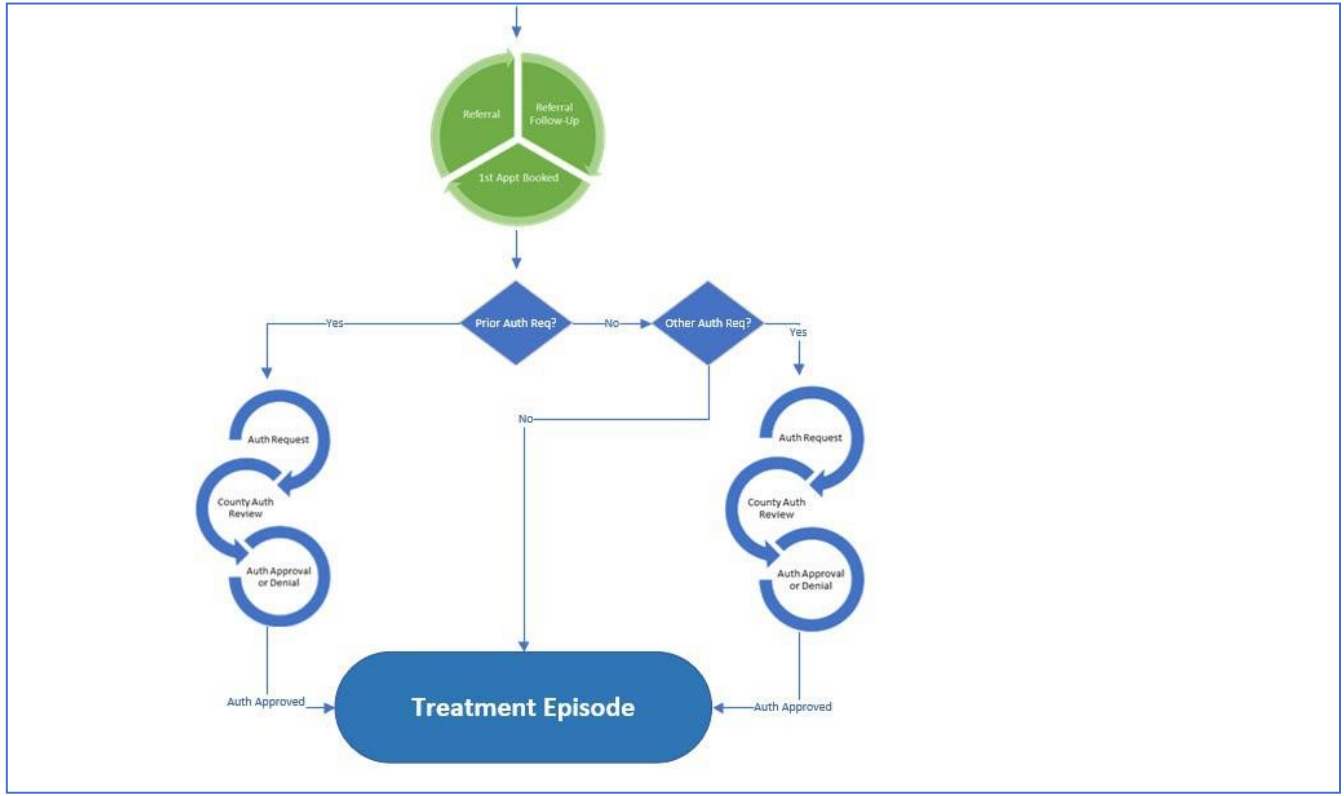 Referral
Referral
Follow-Up
1st Appt Booked
Prior Auth Req?
Other Auth Req?
Yes
No
Yes
No
Auth Request
County Auth
Review
Auth Approval
or Denial
Auth Request
County Auth
Review
Auth Approval
or Denial
Auth Approved
Treatment Episode
Auth Approved